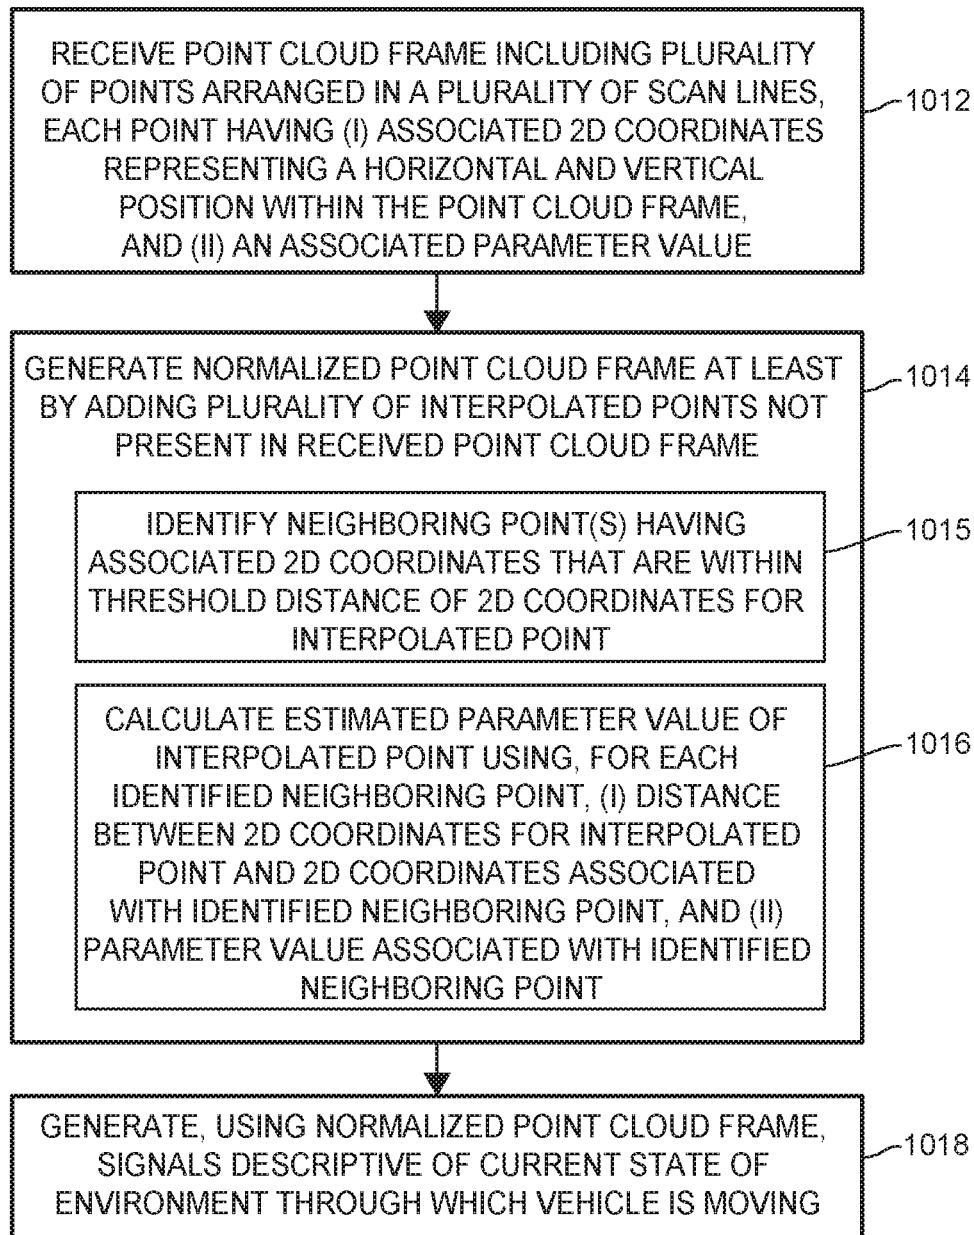 RECEIVE POINT CLOUD FRAME INCLUDING PLURALITY
OF POINTS ARRANGED IN A PLURALITY OF SCAN LINES,
EACH POINT HAVING (I) ASSOCIATED 2D COORDINATES
REPRESENTING A HORIZONTAL AND VERTICAL
POSITION WITHIN THE POINT CLOUD FRAME,
AND (II) AN ASSOCIATED PARAMETER VALUE
1012
GENERATE NORMALIZED POINT CLOUD FRAME AT LEAST
BY ADDING PLURALITY OF INTERPOLATED POINTS NOT
PRESENT IN RECEIVED POINT CLOUD FRAME
1014
IDENTIFY NEIGHBORING POINT(S) HAVING
ASSOCIATED 2D COORDINATES THAT ARE WITHIN
THRESHOLD DISTANCE OF 2D COORDINATES FOR
INTERPOLATED POINT
1015
CALCULATE ESTIMATED PARAMETER VALUE OF
INTERPOLATED POINT USING, FOR EACH
IDENTIFIED NEIGHBORING POINT, (I) DISTANCE
BETWEEN 2D COORDINATES FOR INTERPOLATED
POINT AND 2D COORDINATES ASSOCIATED
WITH IDENTIFIED NEIGHBORING POINT, AND (II)
PARAMETER VALUE ASSOCIATED WITH IDENTIFIED
NEIGHBORING POINT
1016
GENERATE, USING NORMALIZED POINT CLOUD FRAME,
SIGNALS DESCRIPTIVE OF CURRENT STATE OF
ENVIRONMENT THROUGH WHICH VEHICLE IS MOVING
1018